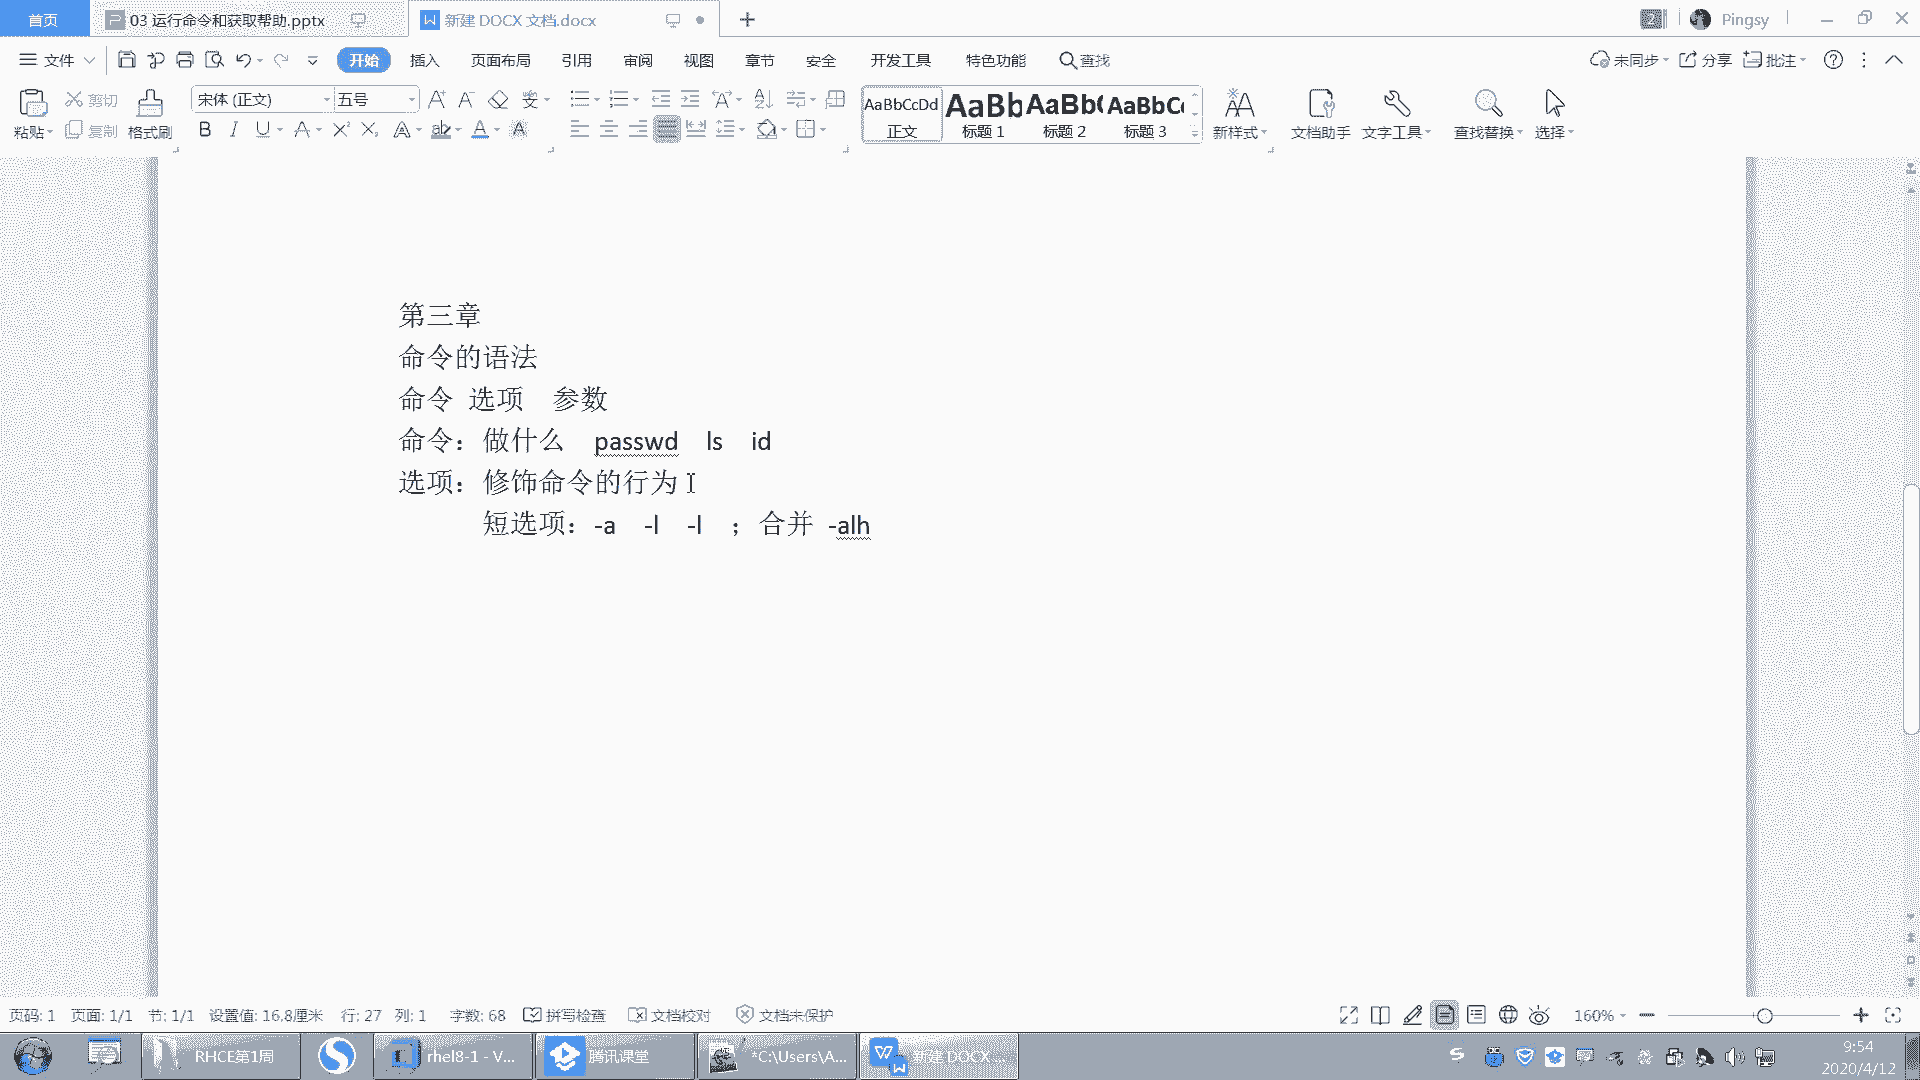 首页 03 运行命令和获取帮助.pptx 新建 DOCX 文档.docx Pingsy
文件 开始 插入 页面布局 引用 审阅 视图 章节 安全 开发工具 特色功能 查找 未同步 分享 批注
粘贴 剪切 复制 格式刷 宋体 (正文) 五号
AaBbCcDd AaBb AaBb( AaBbC
正文 标题 1 标题 2 标题 3 新样式 文档助手 文字工具 查找替换 选择
第三章
命令的语法
命令 选项 参数
命令：做什么 passwd ls id
选项：修饰命令的行为
短选项：-a -l -l ；合并 -alh
页码: 1 页面: 1/1 节: 1/1 设置值: 16.8厘米 行: 27 列: 1 字数: 68 拼写检查 文档校对 文档未保护 160%
RHCE第1周 rhel8-1 - V... 腾讯课堂 *C:\Users\A... 新建 DOCX ... 9:54
2020/4/12